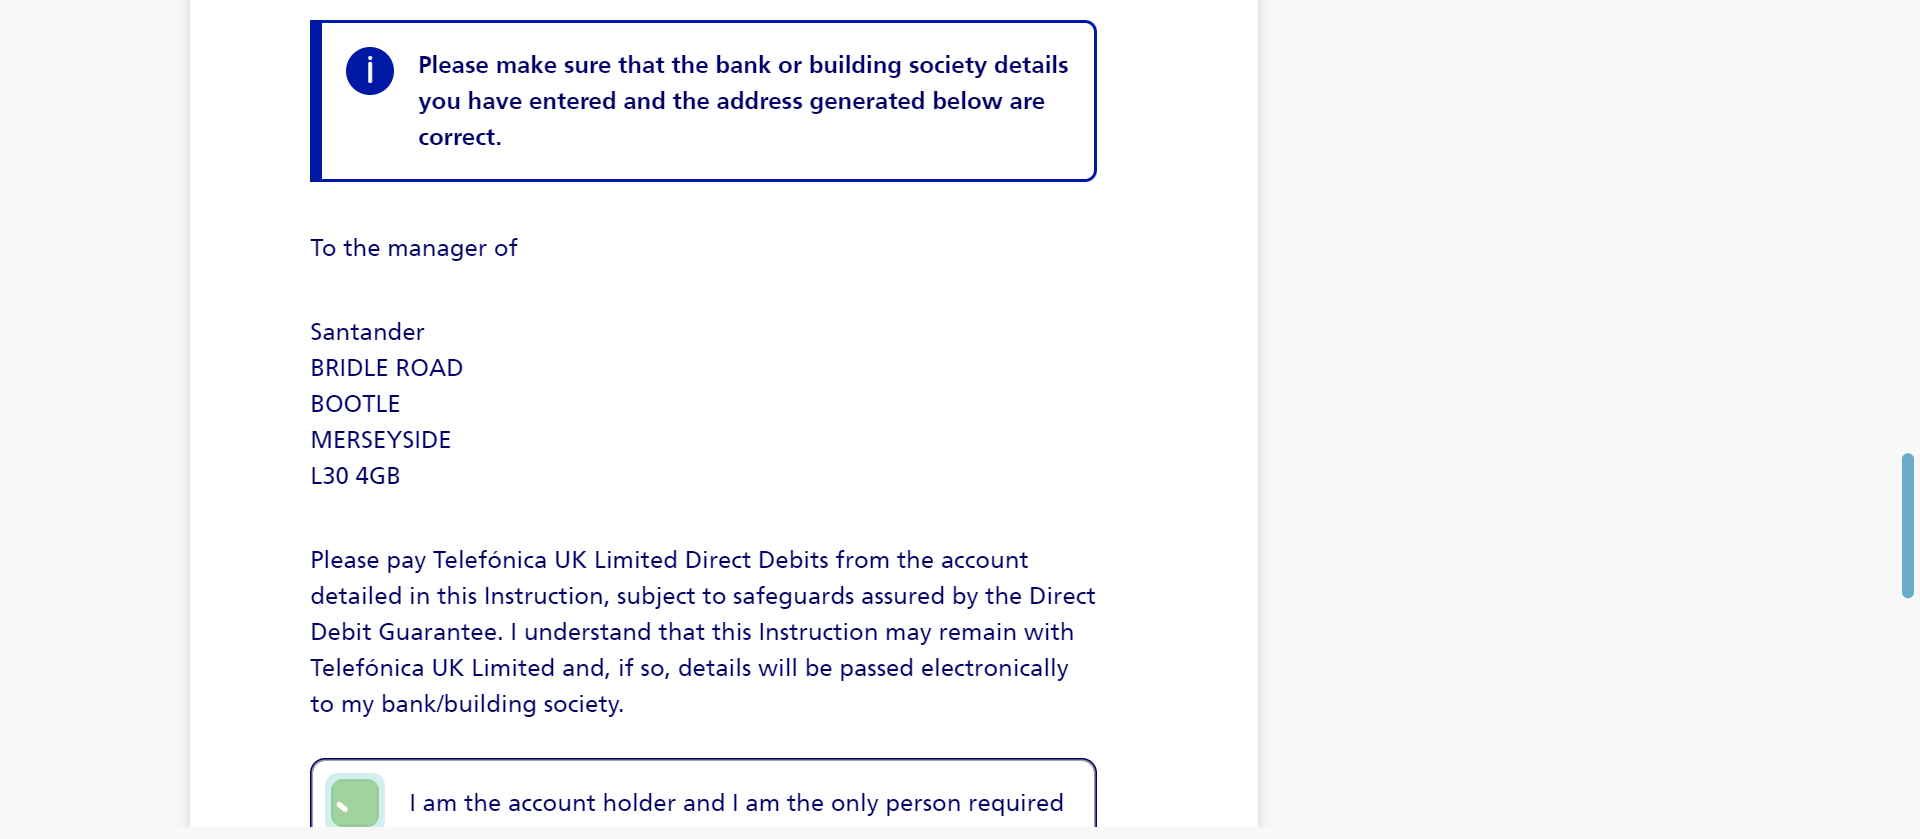 Please make sure that the bank or building society details
you have entered and the address generated below are
correct.
To the manager of
Santander
BRIDLE ROAD
BOOTLE
MERSEYSIDE
L30 4GB
Please pay Telefónica UK Limited Direct Debits from the account
detailed in this Instruction, subject to safeguards assured by the Direct
Debit Guarantee. I understand that this Instruction may remain with
Telefónica UK Limited and, if so, details will be passed electronically
to my bank/building society.
I am the account holder and I am the only person required